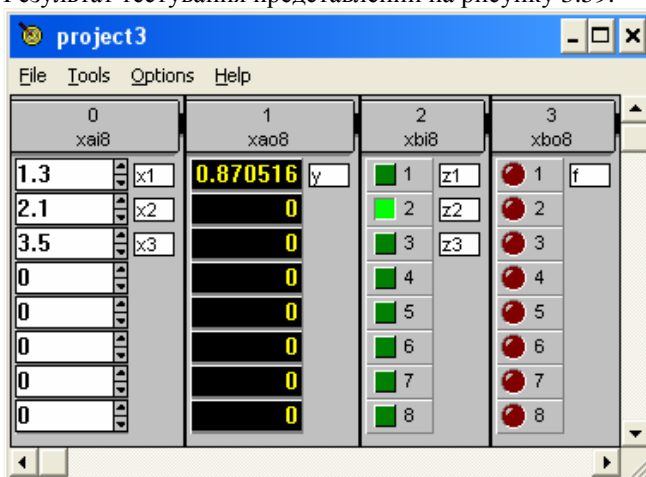 Результат тестування представлений на рисунку 3.39.
project3
File Tools Options Help
0 1 2 3
xai8 xao8 xbi8 xbo8
1.3 x1 0.870516 y 1 z1 1 f
2.1 x2 0 2 z2 2
3.5 x3 0 3 z3 3
0 0 4 4
0 0 5 5
0 0 6 6
0 0 7 7
0 0 8 8